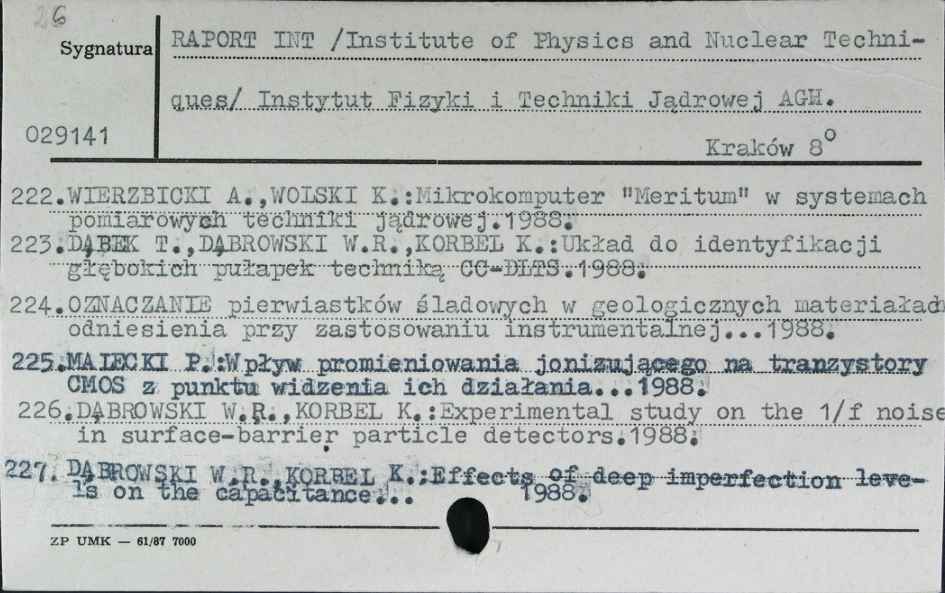 26
Sygnatura
RAPORT INT /Institute of Physics and Nuclear Techni-
ques/ Instytut Fizyki i Techniki Jądrowej AGH.
029141
Kraków 8°
222.WIERZBICKI A.,WOLSKI K.:Mikrokomputer "Meritum" w systemach
pomiarowych techniki jądrowej.1988.
223.DĄBEK T.,DĄBROWSKI W.R.,KORBEL K.:Układ do identyfikacji
głębokich pułapek techniką CC-DLTS.1988.
224.OZNACZANIE pierwiastków śladowych w geologicznych materiałach
odniesienia przy zastosowaniu instrumentalnej...1988.
225.MALECKI P.:Wpływ promieniowania jonizującego na tranzystory
CMOS z punktu widzenia ich działania...1988.
226.DĄBROWSKI W.R.,KORBEL K.:Experimental study on the 1/f noise
in surface-barrier particle detectors.1988.
227. DĄBROWSKI W.R.,KORBEL K.:Effects of deep imperfection leve-
ls on the capacitance... 1988.
ZP UMK — 61/87 7000